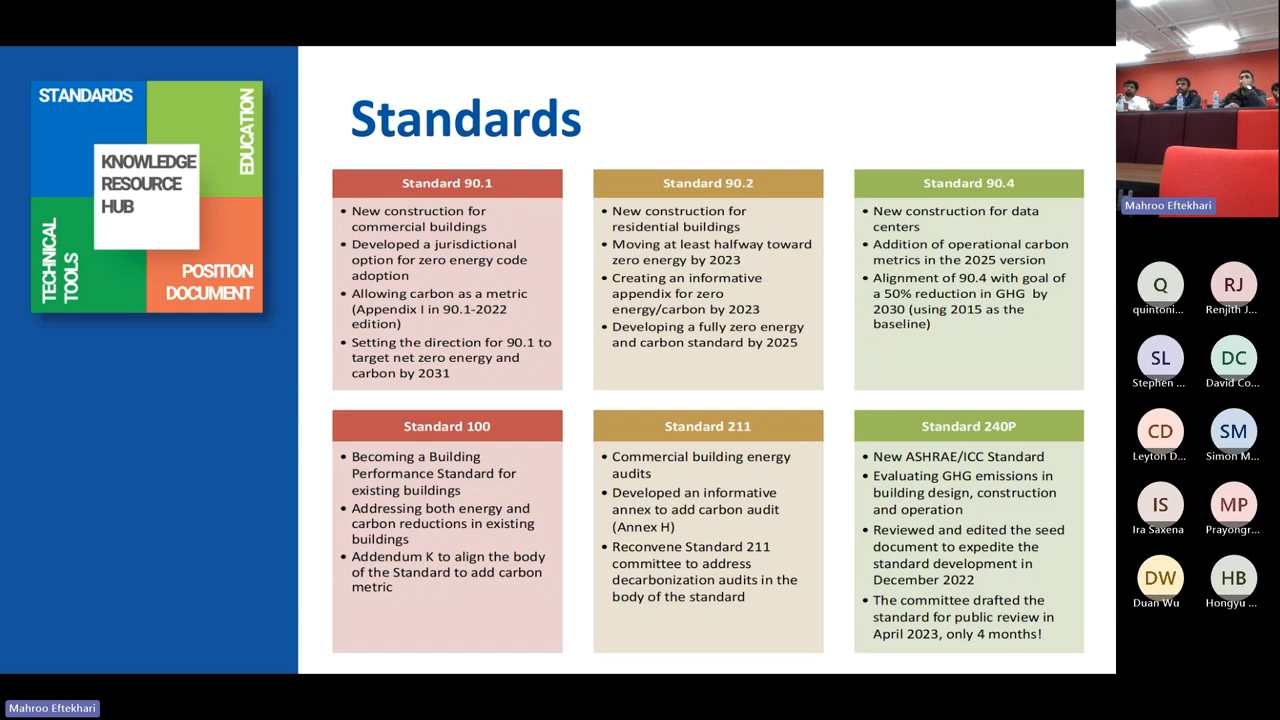 STANDARDS
EDUCATION
KNOWLEDGE
RESOURCE
HUB
TECHNICAL
TOOLS
POSITION
DOCUMENT
Standards
Standard 90.1
• New construction for
commercial buildings
• Developed a jurisdictional
option for zero energy code
adoption
• Allowing carbon as a metric
(Appendix I in 90.1-2022
edition)
• Setting the direction for 90.1 to
target net zero energy and
carbon by 2031
Standard 90.2
• New construction for
residential buildings
• Moving at least halfway toward
zero energy by 2023
• Creating an informative
appendix for zero
energy/carbon by 2023
• Developing a fully zero energy
and carbon standard by 2025
Standard 90.4
• New construction for data
centers
• Addition of operational carbon
metrics in the 2025 version
• Alignment of 90.4 with goal of
a 50% reduction in GHG by
2030 (using 2015 as the
baseline)
Standard 100
• Becoming a Building
Performance Standard for
existing buildings
• Addressing both energy and
carbon reductions in existing
buildings
• Addendum K to align the body
of the Standard to add carbon
metric
Standard 211
• Commercial building energy
audits
• Developed an informative
annex to add carbon audit
(Annex H)
• Reconvene Standard 211
committee to address
decarbonization audits in the
body of the standard
Standard 240P
• New ASHRAE/ICC Standard
• Evaluating GHG emissions in
building design, construction
and operation
• Reviewed and edited the seed
document to expedite the
standard development in
December 2022
• The committee drafted the
standard for public review in
April 2023, only 4 months!
Mahroo Eftekhari
Q
quintoni...
RJ
Renjith J...
SL
Stephen ...
DC
David Co...
CD
Leyton D...
SM
Simon M...
IS
Ira Saxena
MP
Prayongr...
DW
Duan Wu
HB
Hongyu ...
Mahroo Eftekhari